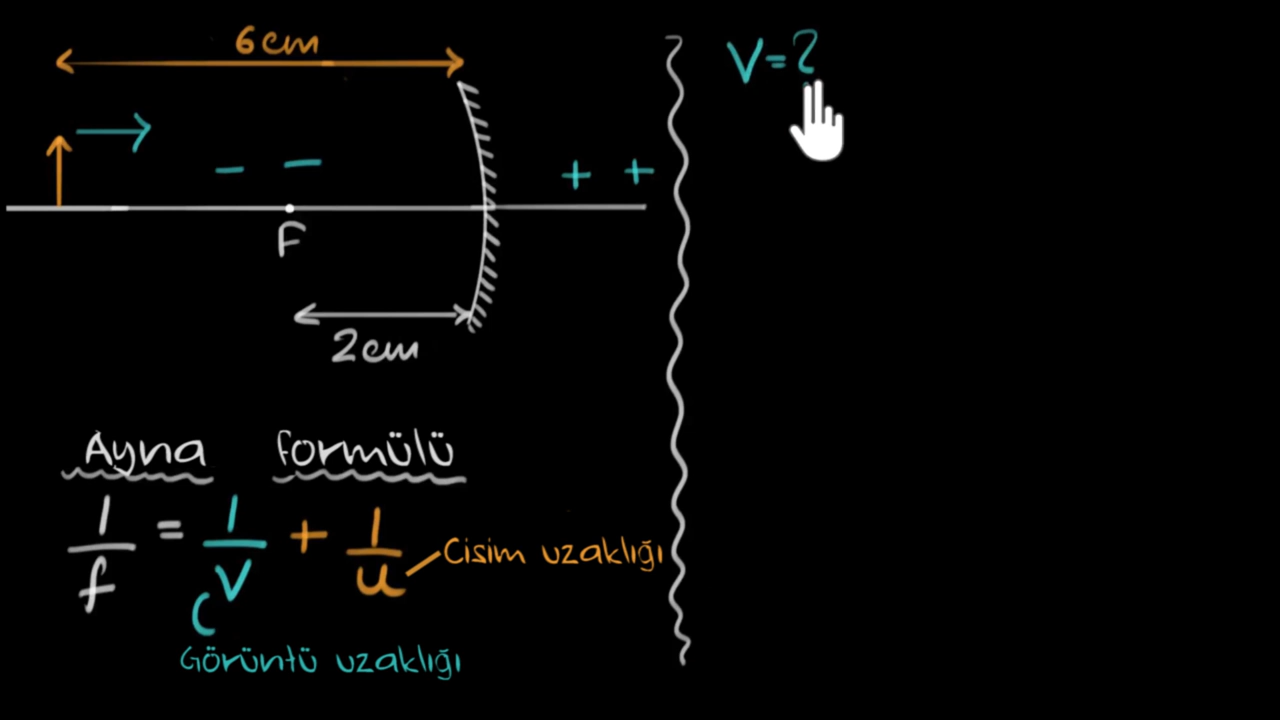 6cm
V=?
- - + +
F
2cm
Ayna formülü
1/f = 1/V + 1/u
Cisim uzaklığı
Görüntü uzaklığı